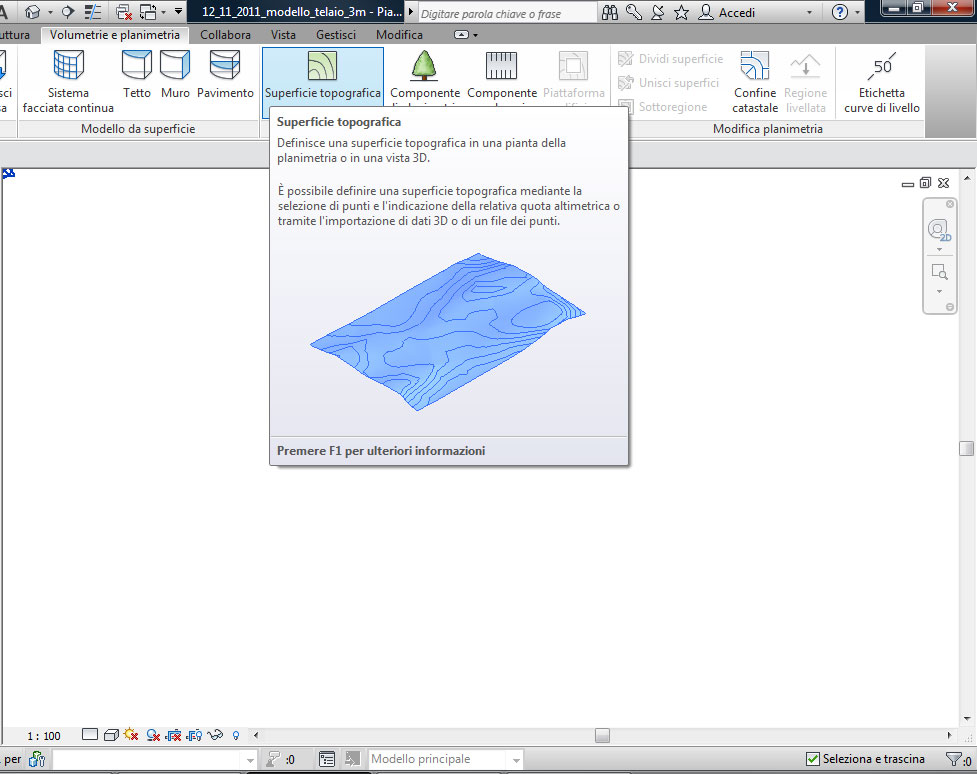 12_11_2011_modello_telaio_3m - Pia...
Digitare parola chiave o frase
Accedi
uttura
Volumetrie e planimetria
Collabora
Vista
Gestisci
Modifica
Sistema
facciata continua
Tetto
Muro
Pavimento
Superficie topografica
Componente
Componente
Piattaforma
Dividi superficie
Unisci superfici
Sottoregione
Confine
catastale
Regione
livellata
50
Etichetta
curve di livello
Modello da superficie
Modifica planimetria
Superficie topografica
Definisce una superficie topografica in una pianta della
planimetria o in una vista 3D.
È possibile definire una superficie topografica mediante la
selezione di punti e l'indicazione della relativa quota altimetrica o
tramite l'importazione di dati 3D o di un file dei punti.
Premere F1 per ulteriori informazioni
2D
1 : 100
per
:0
Modello principale
Seleziona e trascina
:0